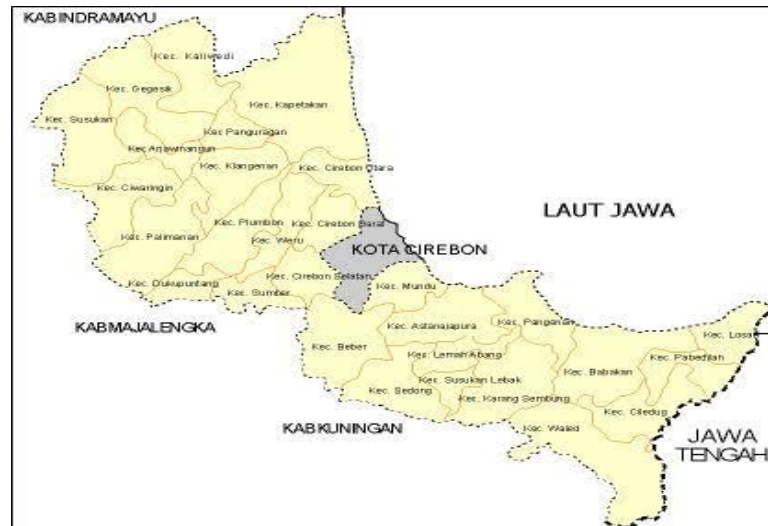 KAB INDRAMAYU
Kec. Kaliwedi
Kec. Gegesik
Kec. Kapetakan
Kec. Susukan
Kec. Panguragan
Kec. Arjawinangun
Kec. Klangenan
Kec. Cirebon Utara
Kec. Ciwaringin
LAUT JAWA
Kec. Plumbon
Kec. Cirebon Barat
Kec. Palimanan
Kec. Weru
KOTA CIREBON
Kec. Cirebon Selatan
Kec. Dukupuntang
Kec. Mundu
Kec. Sumber
KAB MAJALENGKA
Kec. Astanajapura
Kec. Pangenan
Kec. Losari
Kec. Beber
Kec. Lemah Abang
Kec. Pabedilan
Kec. Babakan
Kec. Susukan Lebak
Kec. Sedong
Kec. Karang Sembung
Kec. Ciledug
KAB KUNINGAN
Kec. Waled
JAWA
TENGAH